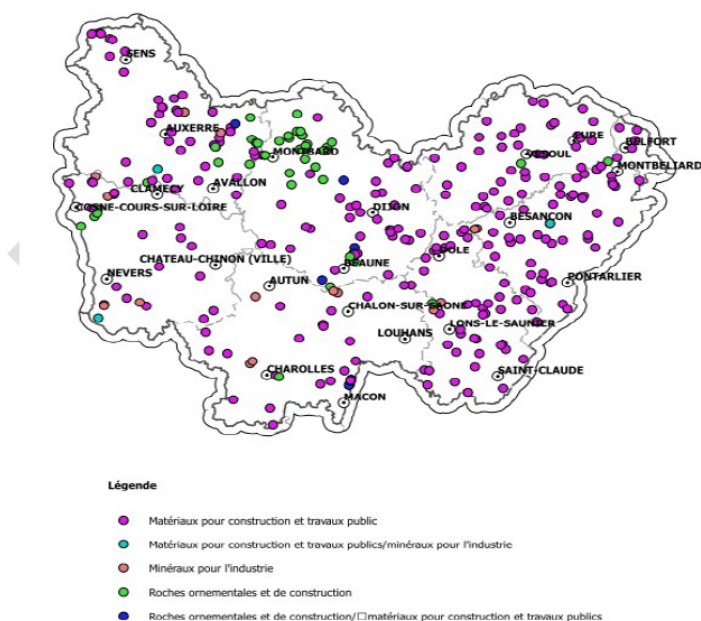 SENS
AUXERRE
LURE
BELFORT
VESOUL
MONTBARD
MONTBELIARD
CLAMECY
AVALLON
COSNE-COURS-SUR-LOIRE
DIJON
BESANCON
CHATEAU-CHINON (VILLE)
BEAUNE
DOLE
NEVERS
AUTUN
PONTARLIER
CHALON-SUR-SAONE
LOUHANS
LONS-LE-SAUNIER
CHAROLLES
SAINT-CLAUDE
MACON
Légende
Matériaux pour construction et travaux public
Matériaux pour construction et travaux publics/minéraux pour l'industrie
Minéraux pour l'industrie
Roches ornementales et de construction
Roches ornementales et de construction/□matériaux pour construction et travaux publics